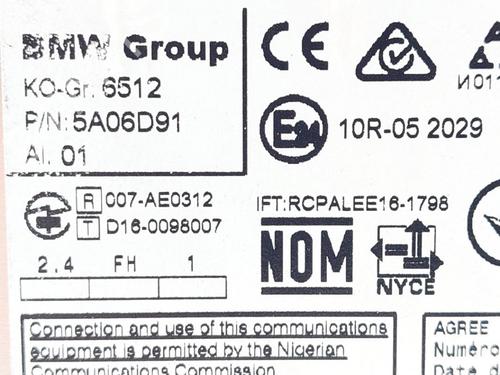 BMW Group
KO-Gr. 6512
P/N: 5A06D91
AI. 01
CE
E24 10R-05 2029
R 007-AE0312
T D16-0098007
IFT:RCPALEE16-1798
2.4 FH 1
NOM
NYCE
Connection and use of this communications
equipment is permitted by the Nigerian
Communications Commission
AGREE
Numéro
Date d